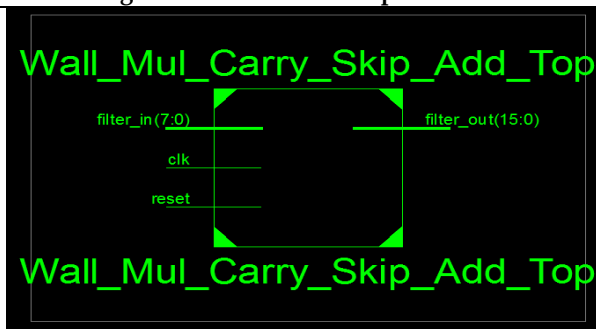 Wall_Mul_Carry_Skip_Add_Top
filter_in(7:0)
filter_out(15:0)
clk
reset
Wall_Mul_Carry_Skip_Add_Top